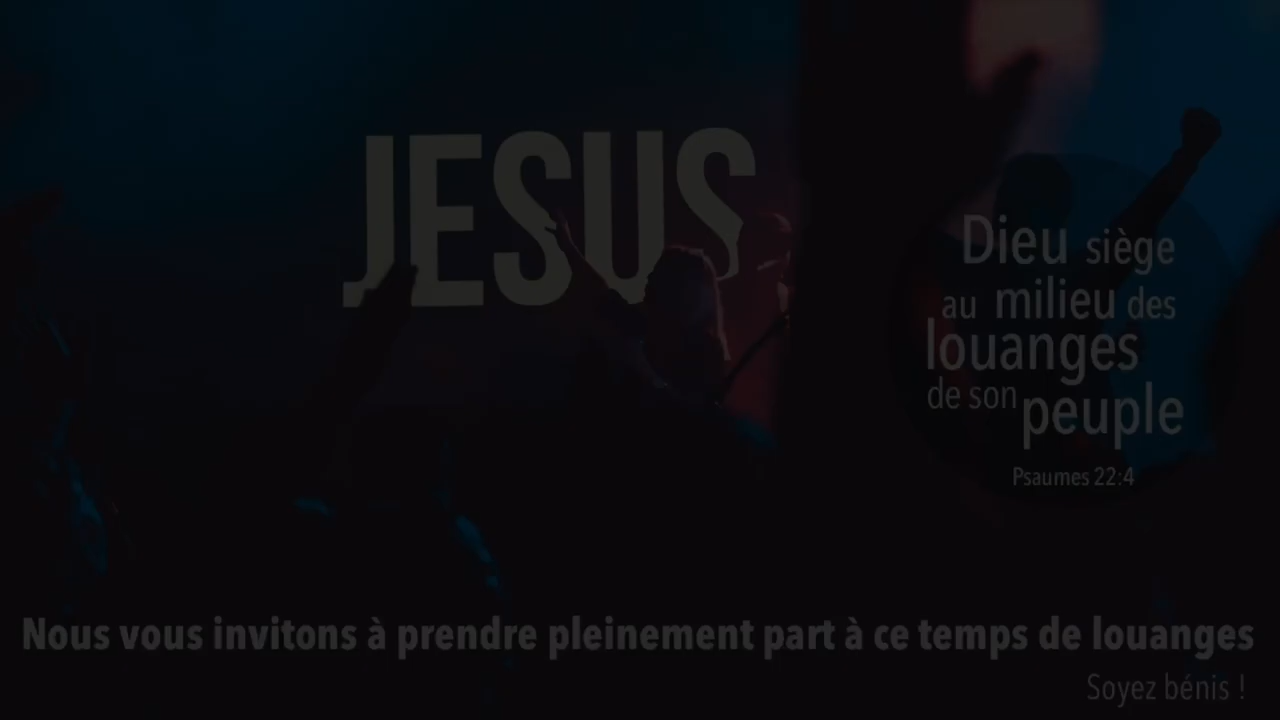 JESUS
Dieu siège
au milieu des
louanges
de son peuple
Psaumes 22:4
Nous vous invitons à prendre pleinement part à ce temps de louanges
Soyez bénis !